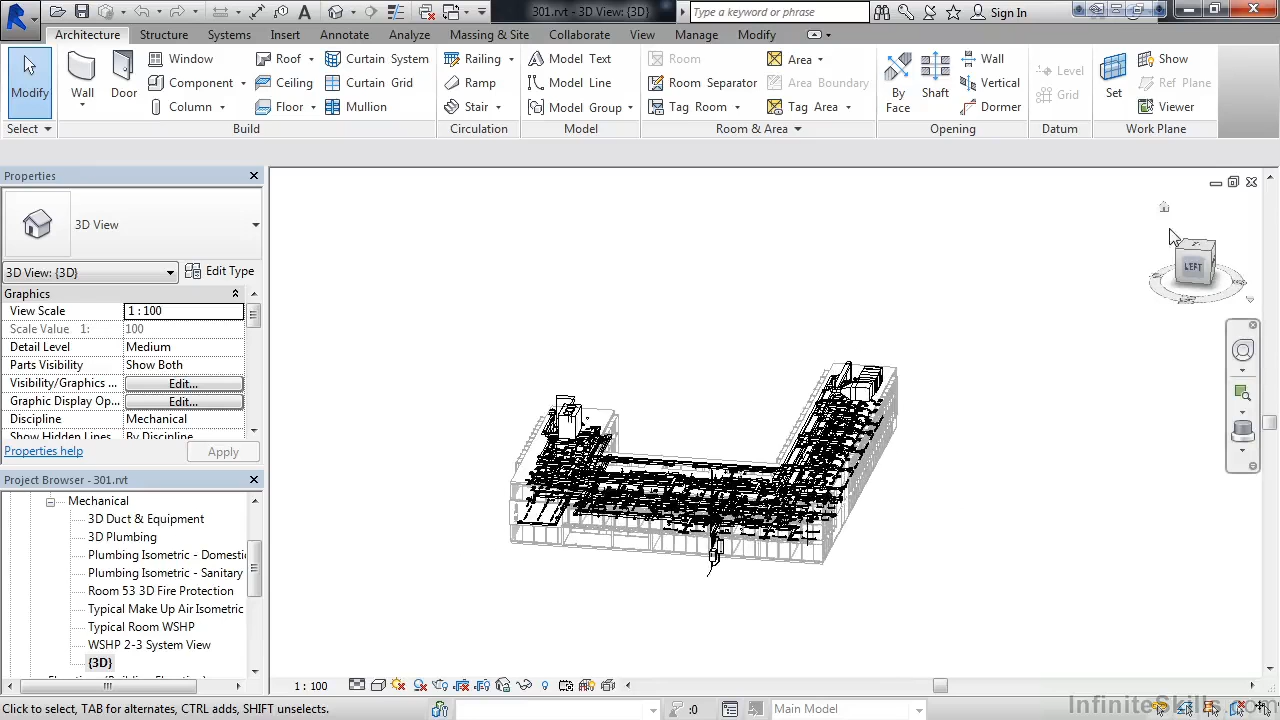 301.rvt - 3D View: {3D}
Type a keyword or phrase
Sign In
Architecture Structure Systems Insert Annotate Analyze Massing & Site Collaborate View Manage Modify
Modify
Select
Wall
Door
Window
Component
Column
Roof
Ceiling
Floor
Curtain System
Curtain Grid
Mullion
Build
Railing
Ramp
Stair
Circulation
Model Text
Model Line
Model Group
Model
Room
Room Separator
Tag Room
Area
Area Boundary
Tag Area
Room & Area
By Face
Shaft
Wall
Vertical
Dormer
Opening
Level
Grid
Datum
Set
Show
Ref Plane
Viewer
Work Plane
Properties
3D View
3D View: {3D}
Edit Type
Graphics
View Scale 1 : 100
Scale Value 1: 100
Detail Level Medium
Parts Visibility Show Both
Visibility/Graphics ... Edit...
Graphic Display Op... Edit...
Discipline Mechanical
Show Hidden Lines By Discipline
Properties help
Apply
Project Browser - 301.rvt
Mechanical
3D Duct & Equipment
3D Plumbing
Plumbing Isometric - Domesti
Plumbing Isometric - Sanitary
Room 53 3D Fire Protection
Typical Make Up Air Isometric
Typical Room WSHP
WSHP 2-3 System View
{3D}
LEFT
1 : 100
Click to select, TAB for alternates, CTRL adds, SHIFT unselects.
:0
Main Model
InfiniteSkills.com